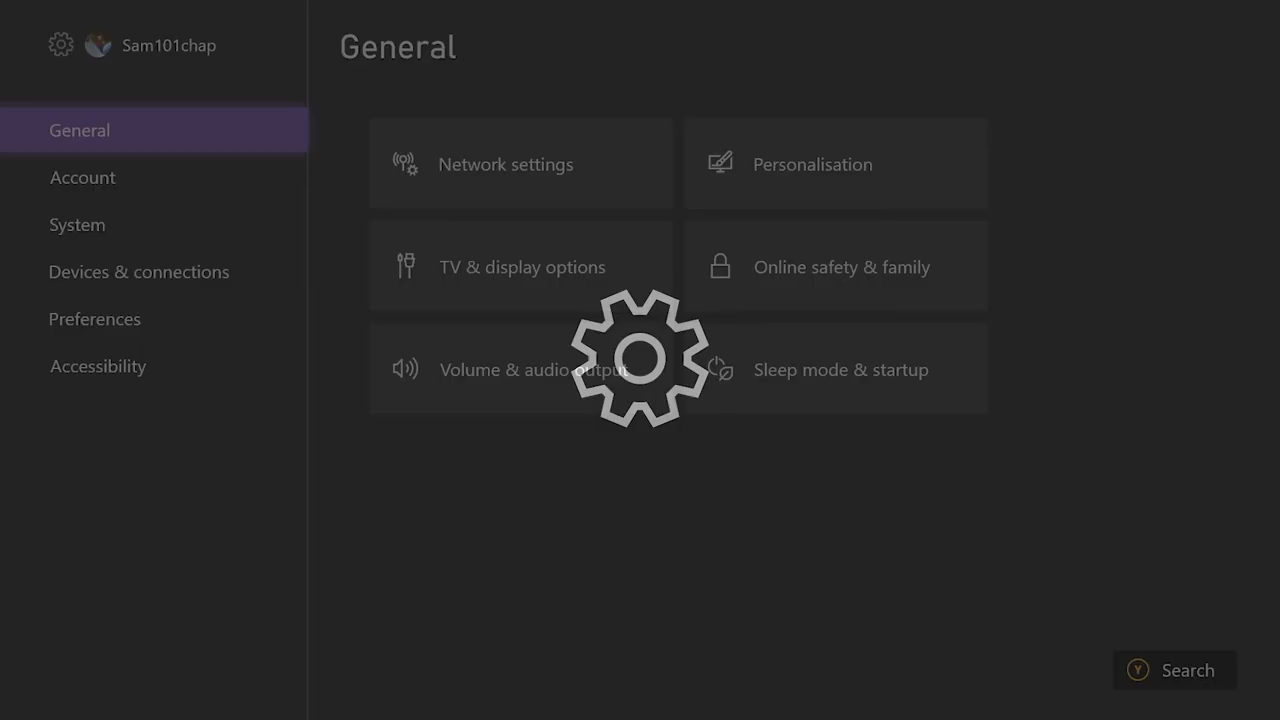 Sam101chap
General
General
Account
System
Devices & connections
Preferences
Accessibility
Network settings
Personalisation
TV & display options
Online safety & family
Volume & audio output
Sleep mode & startup
Y Search